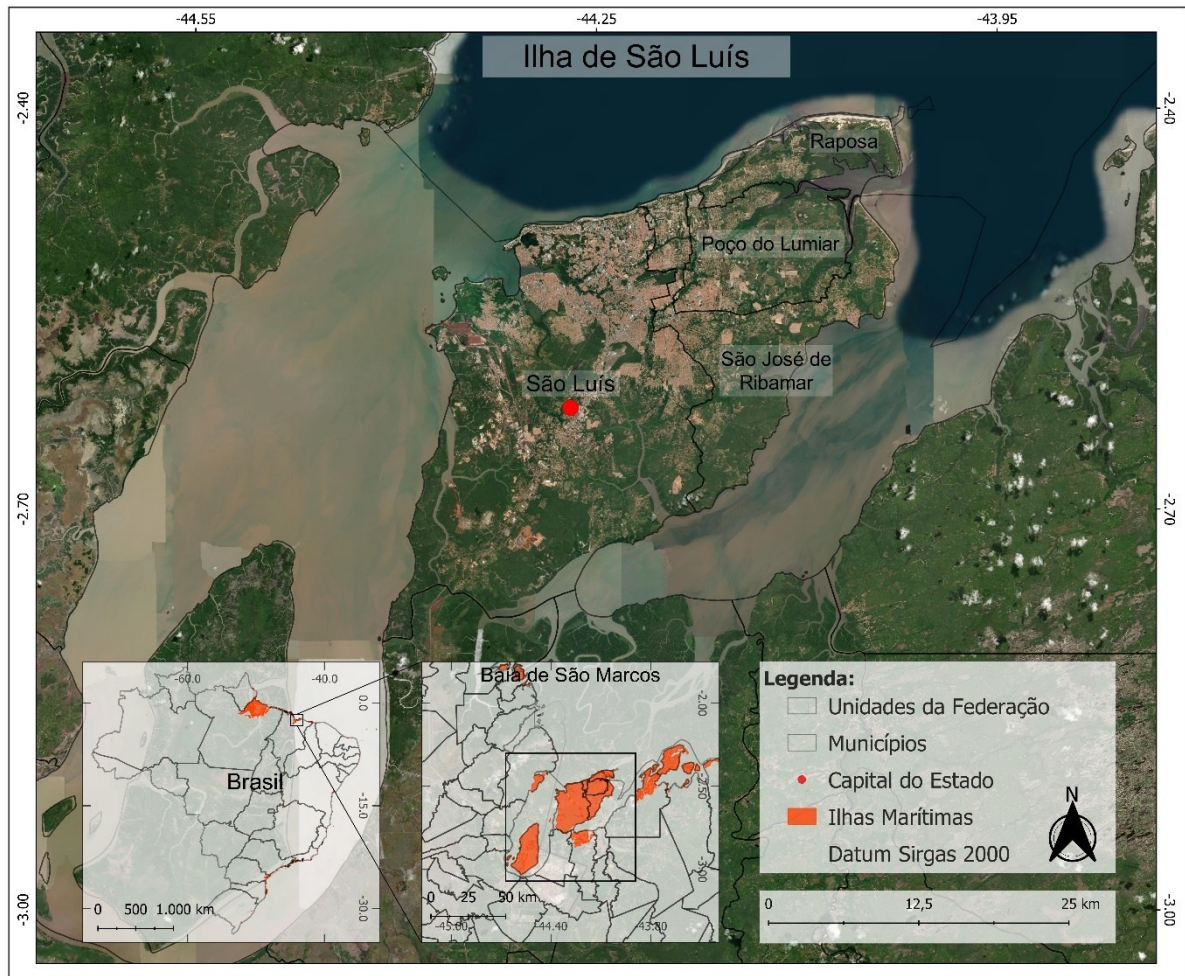 -44.55
-44.25
-43.95
Ilha de São Luís
-2.40
-2.40
Raposa
Poço do Lumiar
São José de
Ribamar
São Luís
-2.70
-2.70
-60.0
-40.0
0.0
Brasil
-15.0
-30.0
0 500 1.000 km
Baía de São Marcos
-2.00
-2.50
-3.00
0 25 50 km
-45.00
-44.40
-43.80
Legenda:
Unidades da Federação
Municípios
Capital do Estado
Ilhas Marítimas
Datum Sirgas 2000
N
0 12,5 25 km
-3.00
-3.00